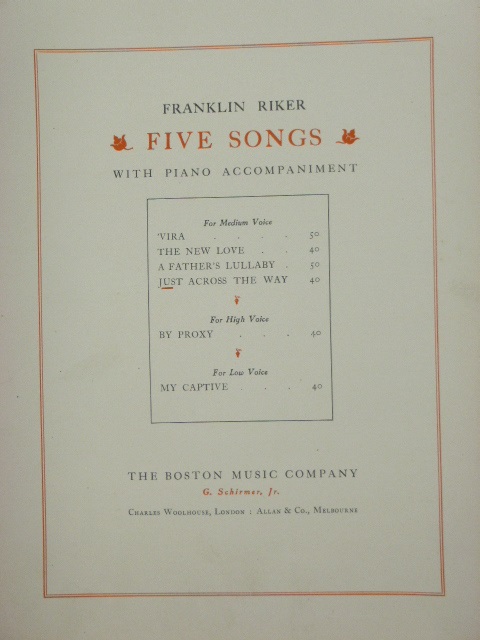 FRANKLIN RIKER
FIVE SONGS
WITH PIANO ACCOMPANIMENT
For Medium Voice
'VIRA . . . . 50
THE NEW LOVE . . 40
A FATHER'S LULLABY . 50
JUST ACROSS THE WAY 40
For High Voice
BY PROXY . . . 40
For Low Voice
MY CAPTIVE . . . 40
THE BOSTON MUSIC COMPANY
G. Schirmer, Jr.
CHARLES WOOLHOUSE, LONDON : ALLAN & CO., MELBOURNE